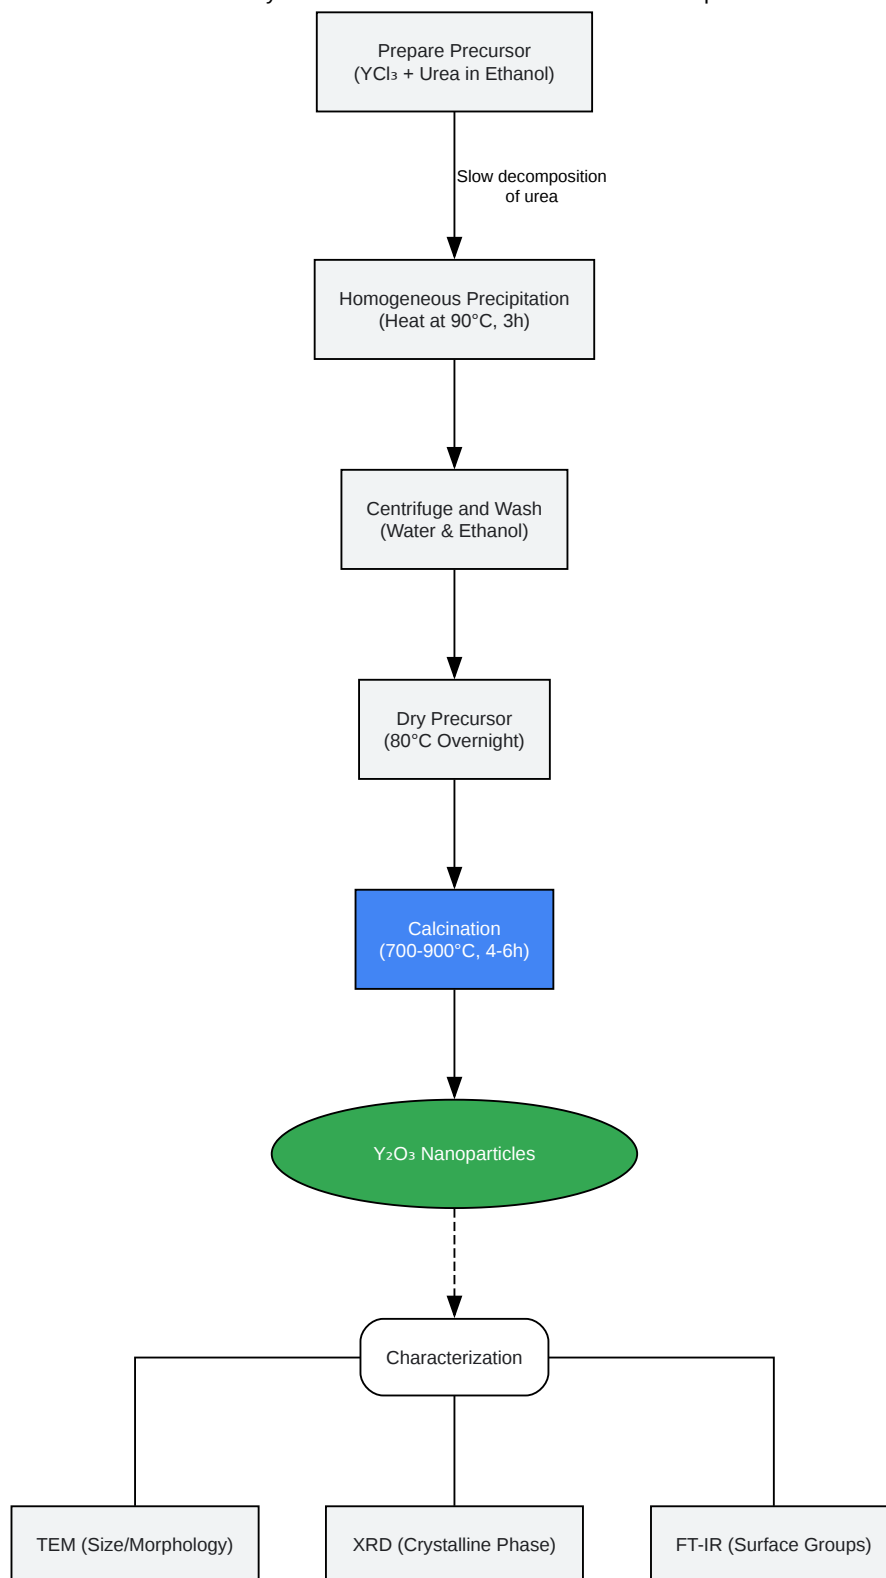 Prepare Precursor
(YCl₃ + Urea in Ethanol)
Slow decomposition
of urea
Homogeneous Precipitation
(Heat at 90°C, 3h)
Centrifuge and Wash
(Water & Ethanol)
Dry Precursor
(80°C Overnight)
Calcination
(700-900°C, 4-6h)
Y₂O₃ Nanoparticles
Characterization
TEM (Size/Morphology)
XRD (Crystalline Phase)
FT-IR (Surface Groups)